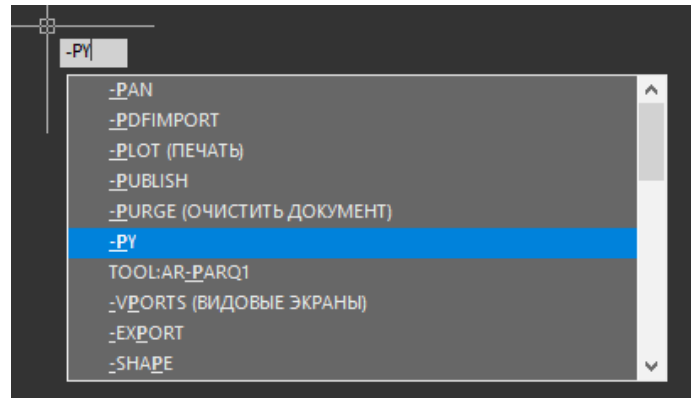 -PY
-PAN
-PDFIMPORT
-PLOT (ПЕЧАТЬ)
-PUBLISH
-PURGE (ОЧИСТИТЬ ДОКУМЕНТ)
-PY
TOOL:AR-PARQ1
-VPORTS (ВИДОВЫЕ ЭКРАНЫ)
-EXPORT
-SHAPE